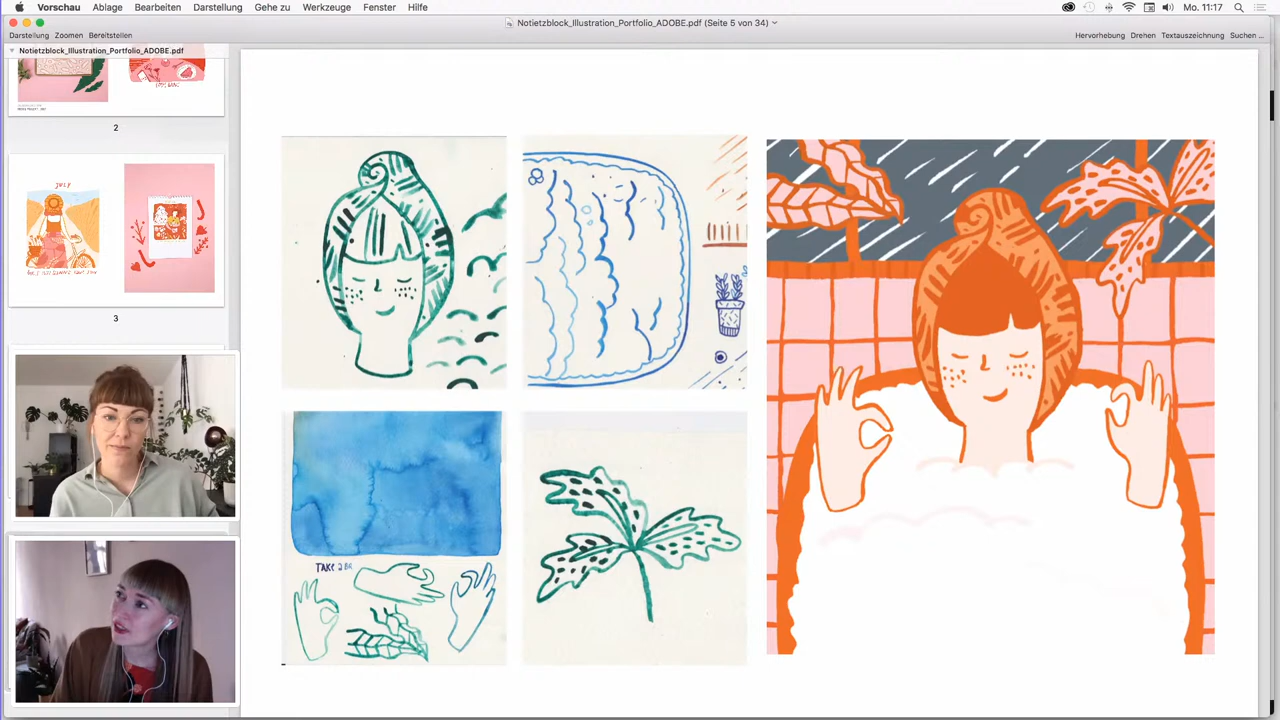 Vorschau Ablage Bearbeiten Darstellung Gehe zu Werkzeuge Fenster Hilfe
Mo. 11:17
Notietzblock_Illustration_Portfolio_ADOBE.pdf (Seite 5 von 34)
Darstellung Zoomen Bereitstellen
Hervorhebung Drehen Textauszeichnung Suchen ...
Notietzblock_Illustration_Portfolio_ADOBE.pdf
2
JULY
3
TAKE a BR